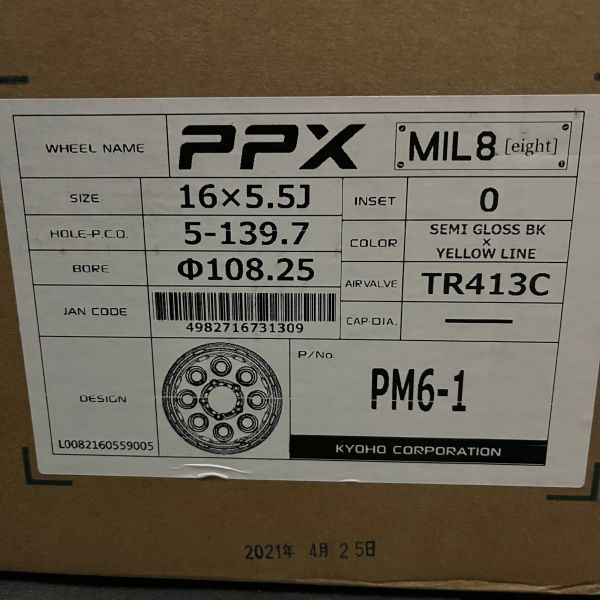 WHEEL NAME PPX MIL8 [eight]
SIZE 16×5.5J INSET 0
HOLE-P.C.D. 5-139.7 COLOR SEMI GLOSS BK
×
YELLOW LINE
BORE Φ108.25 AIRVALVE TR413C
JAN CODE 4982716731309 CAP DIA. ——
DESIGN P/No. PM6-1
L0082160559005 KYOHO CORPORATION
2021年 4月 25日